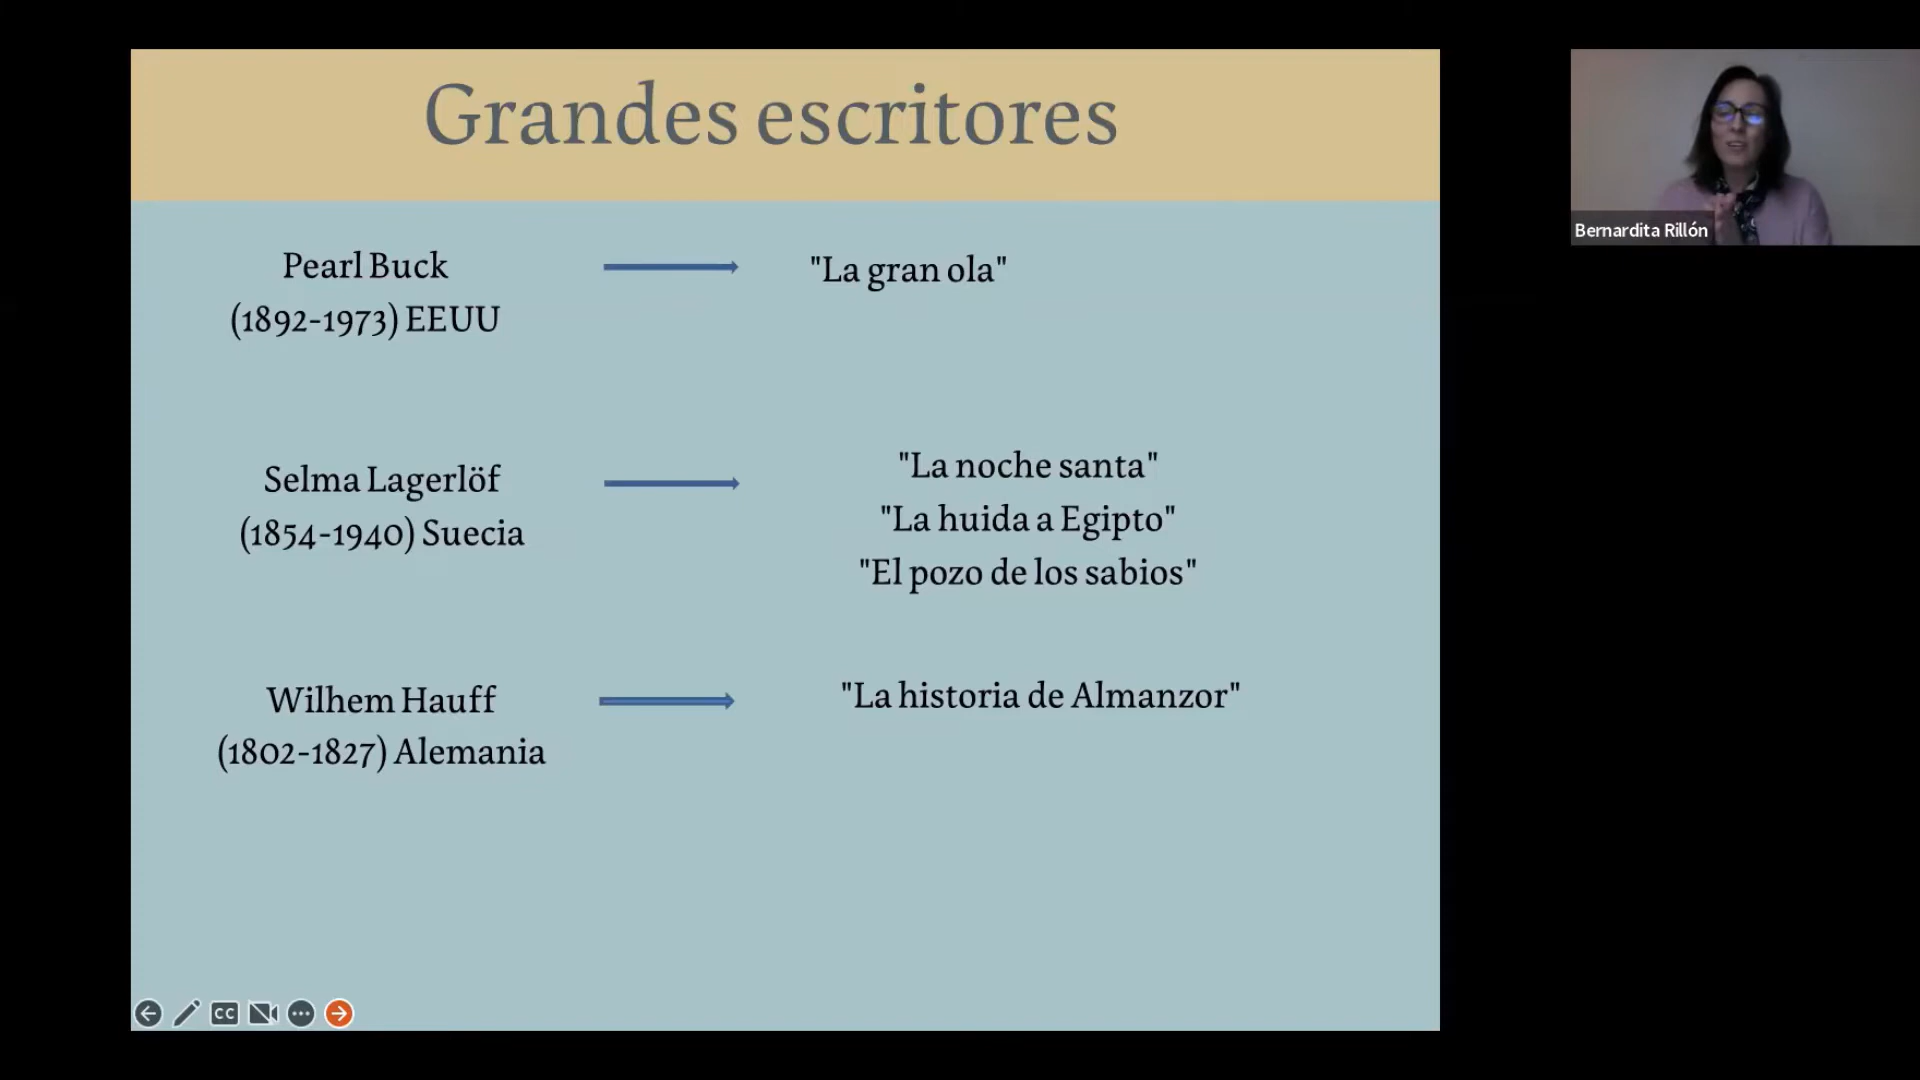 Grandes escritores
Pearl Buck
(1892-1973) EEUU
"La gran ola"
Selma Lagerlöf
(1854-1940) Suecia
"La noche santa"
"La huida a Egipto"
"El pozo de los sabios"
Wilhem Hauff
(1802-1827) Alemania
"La historia de Almanzor"
Bernardita Rillón
CC